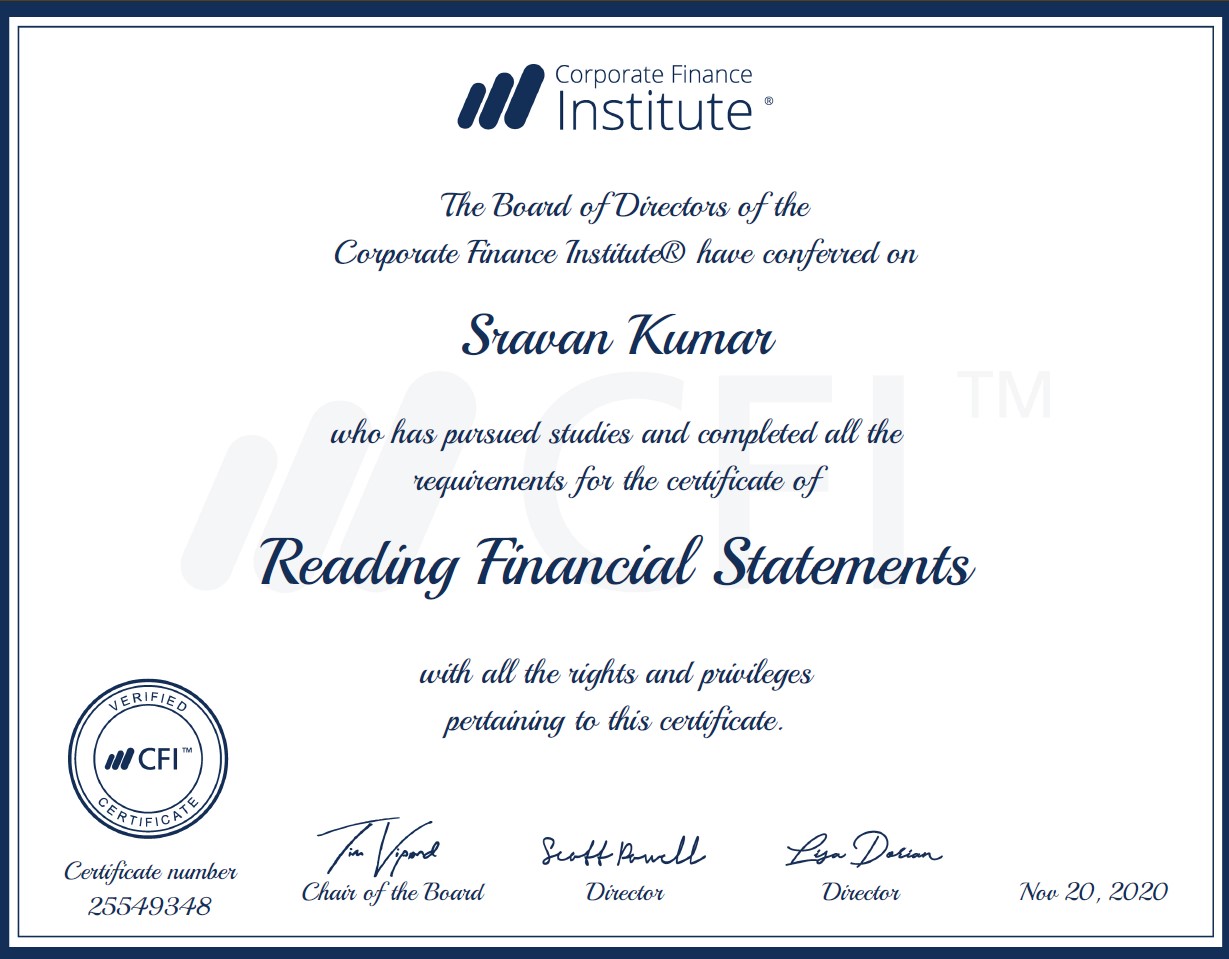 Corporate Finance
Institute ®
The Board of Directors of the
Corporate Finance Institute® have conferred on
Sravan Kumar
CFI ™
who has pursued studies and completed all the
requirements for the certificate of
Reading Financial Statements
with all the rights and privileges
pertaining to this certificate.
VERIFIED
CFI™
CERTIFICATE
Certificate number
25549348
Tim Vipond
Chair of the Board
Scott Powell
Director
Lisa Dorian
Director
Nov 20, 2020